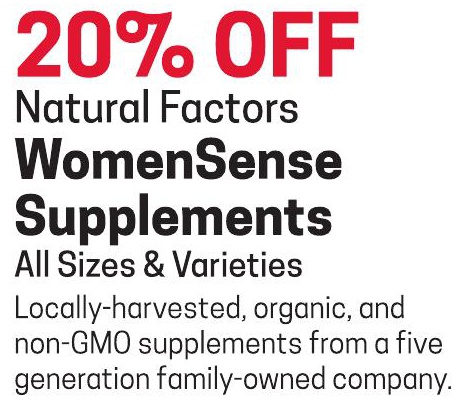 20% OFF
Natural Factors
WomenSense
Supplements
All Sizes & Varieties
Locally-harvested, organic, and
non-GMO supplements from a five
generation family-owned company.